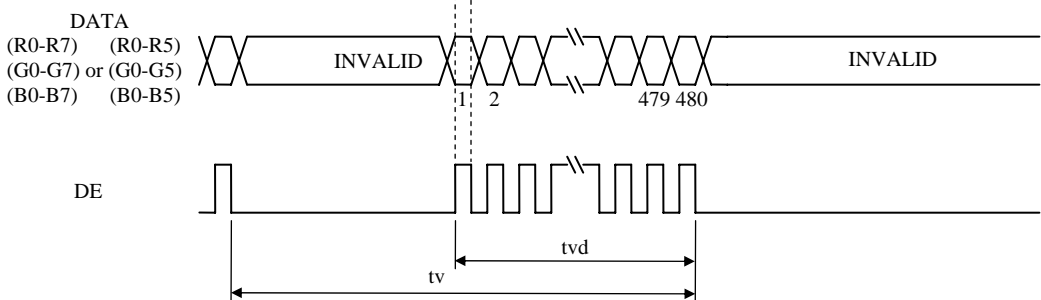 DATA
(R0-R7) (R0-R5)
(G0-G7) or (G0-G5)
(B0-B7) (B0-B5)
INVALID
INVALID
1 2 479 480
DE
tvd
tv